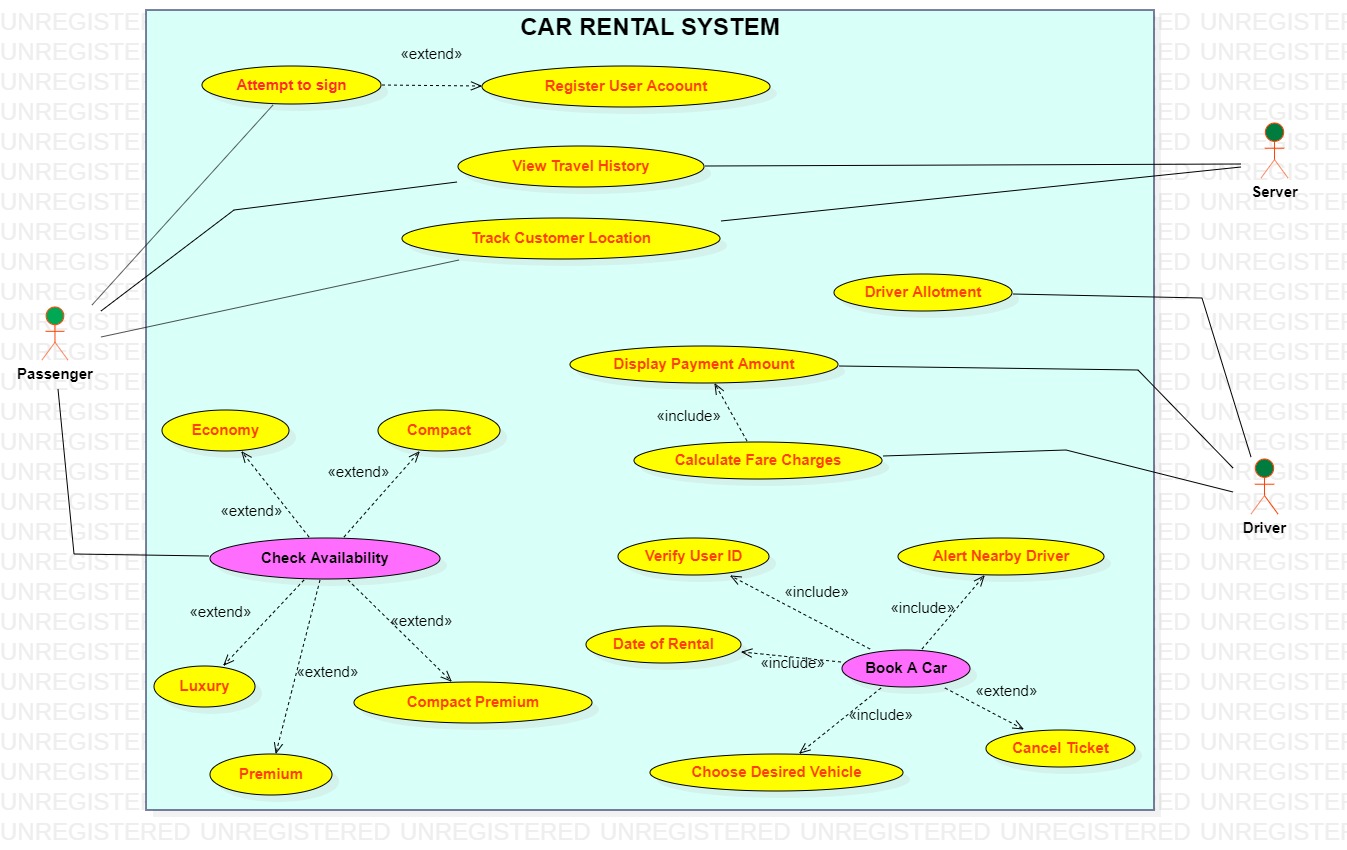 CAR RENTAL SYSTEM
«extend»
Attempt to sign
Register User Acoount
View Travel History
Server
Track Customer Location
Driver Allotment
Passenger
Display Payment Amount
«include»
Economy
Compact
Calculate Fare Charges
«extend»
«extend»
Driver
Check Availability
Verify User ID
Alert Nearby Driver
«include»
«extend»
«extend»
«include»
Date of Rental
«include»
Book A Car
«extend»
Luxury
Compact Premium
«extend»
«include»
Cancel Ticket
Premium
Choose Desired Vehicle
UNREGISTERED UNREGISTERED UNREGISTERED UNREGISTERED UNREGISTERED UNREGISTERED UNREGISTERED